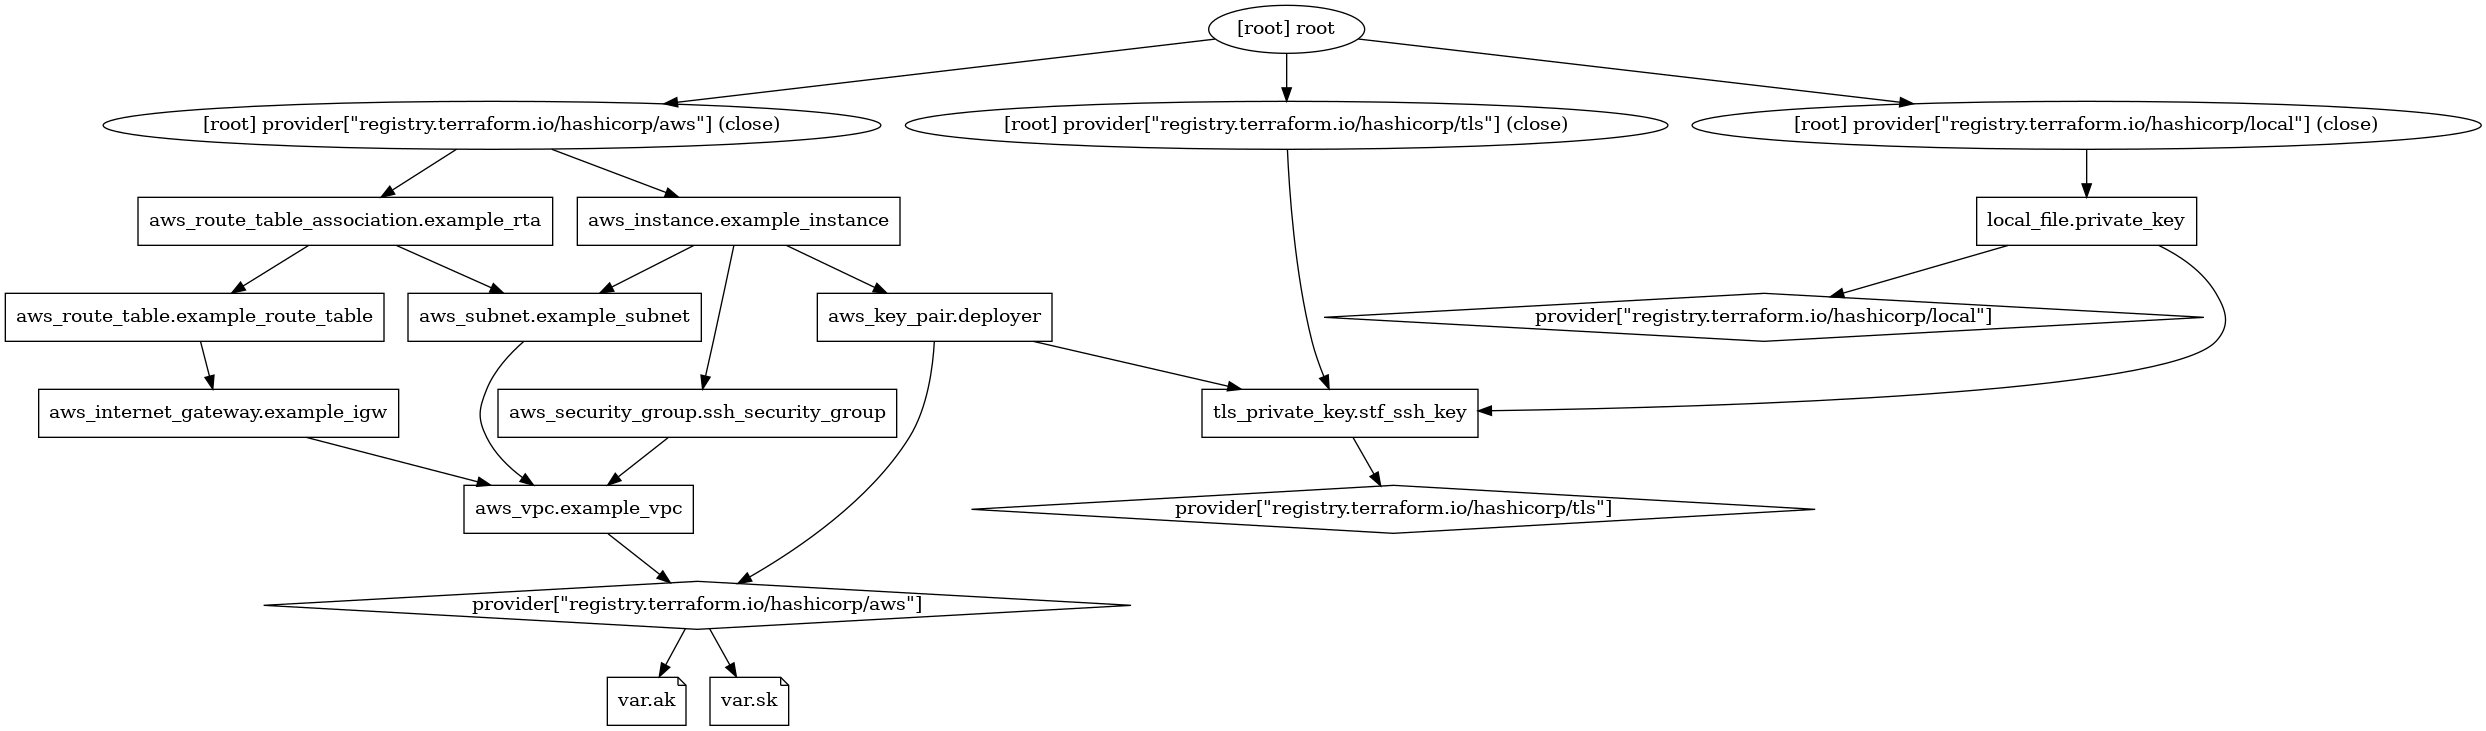 [root] root
[root] provider["registry.terraform.io/hashicorp/aws"] (close)
[root] provider["registry.terraform.io/hashicorp/tls"] (close)
[root] provider["registry.terraform.io/hashicorp/local"] (close)
aws_route_table_association.example_rta
aws_instance.example_instance
local_file.private_key
aws_route_table.example_route_table
aws_subnet.example_subnet
aws_key_pair.deployer
provider["registry.terraform.io/hashicorp/local"]
aws_internet_gateway.example_igw
aws_security_group.ssh_security_group
tls_private_key.stf_ssh_key
aws_vpc.example_vpc
provider["registry.terraform.io/hashicorp/tls"]
provider["registry.terraform.io/hashicorp/aws"]
var.ak
var.sk